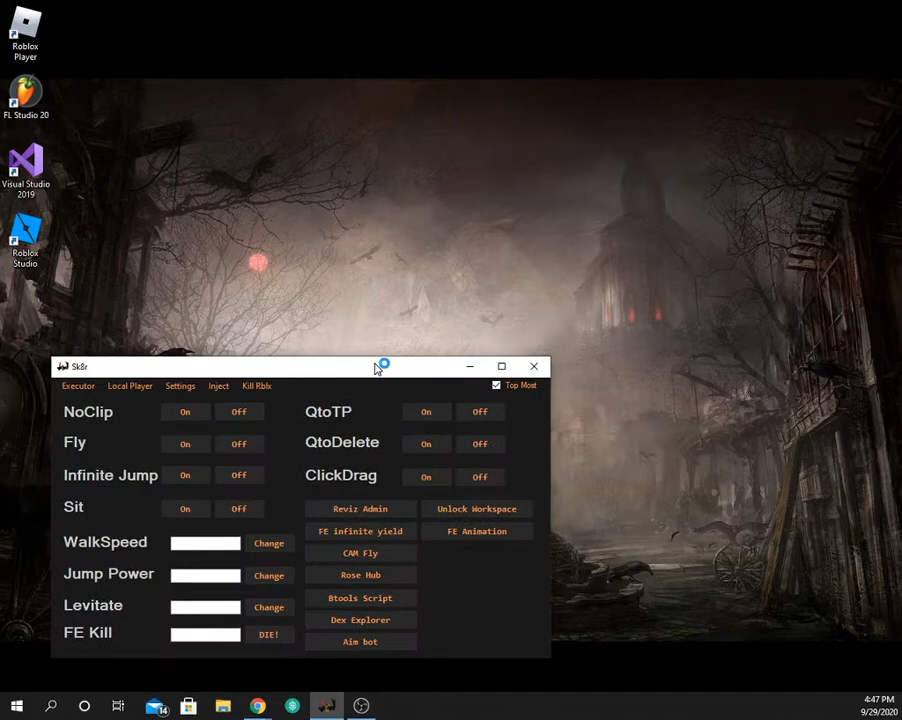 Roblox
Player
FL Studio 20
Visual Studio
2019
Roblox
Studio
Sk8r
Executor Local Player Settings Inject Kill Rblx Top Most
NoClip On Off QtoTP On Off
Fly On Off QtoDelete On Off
Infinite Jump On Off ClickDrag On Off
Sit On Off Reviz Admin Unlock Workspace
FE infinite yield FE Animation
WalkSpeed Change CAM Fly
Jump Power Change Rose Hub
Levitate Change Btools Script
FE Kill DIE! Dex Explorer
Aim bot
14
4:47 PM
9/29/2020